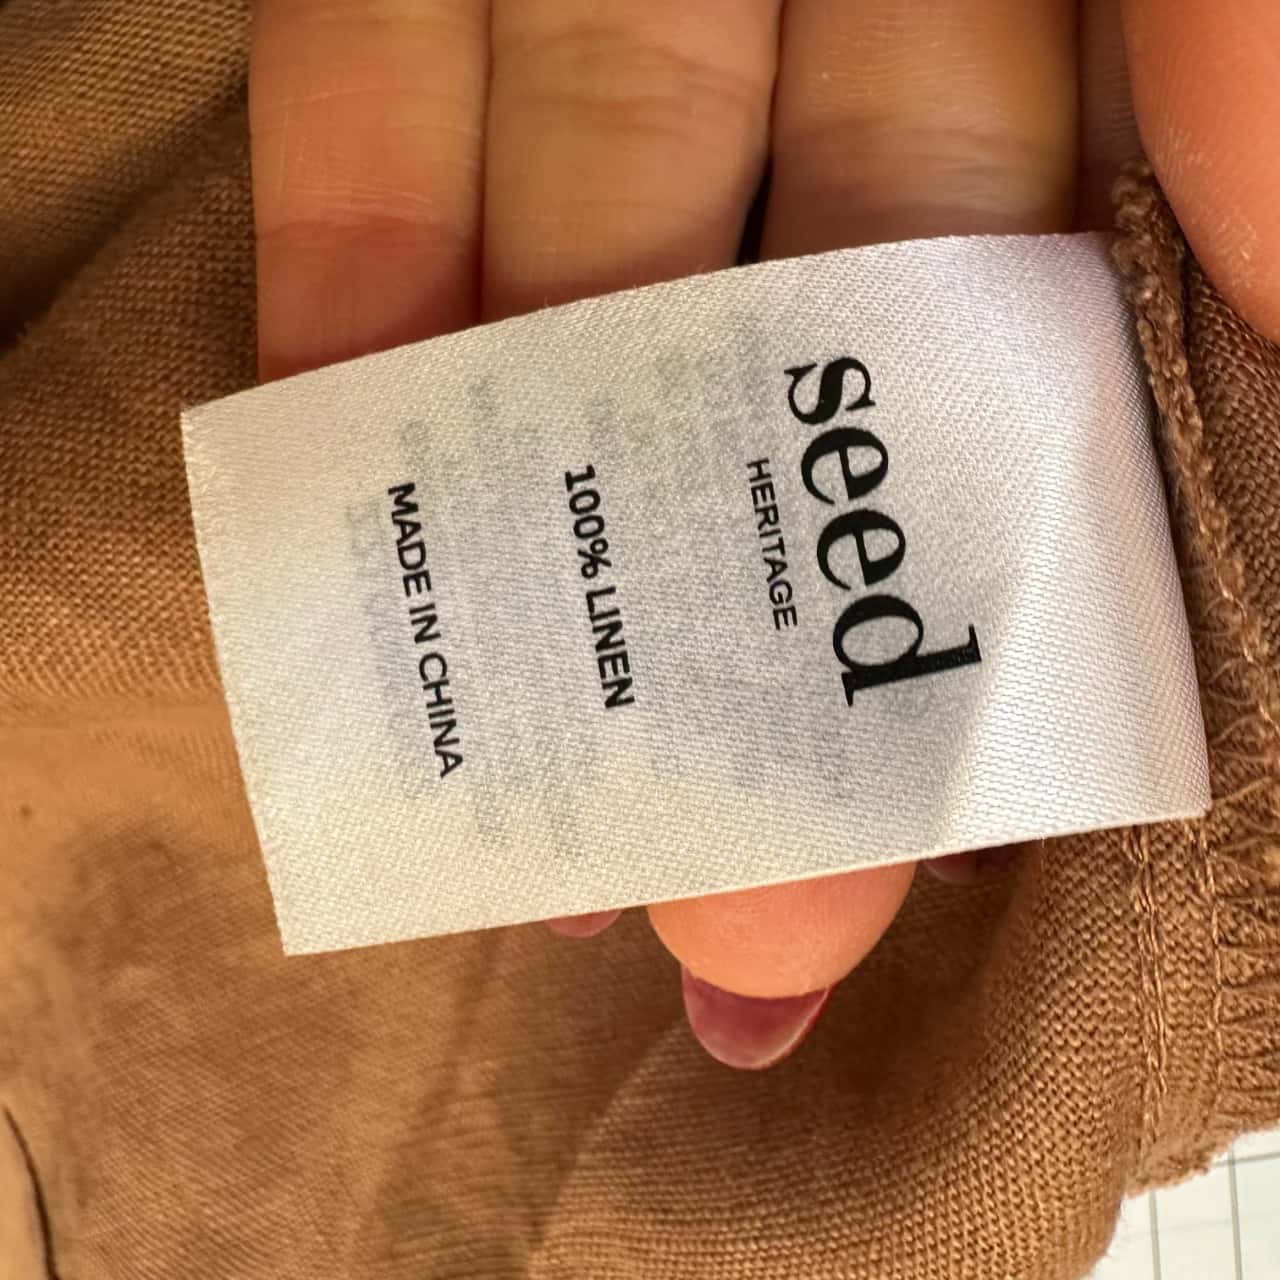 seed
HERITAGE
100% LINEN
MADE IN CHINA